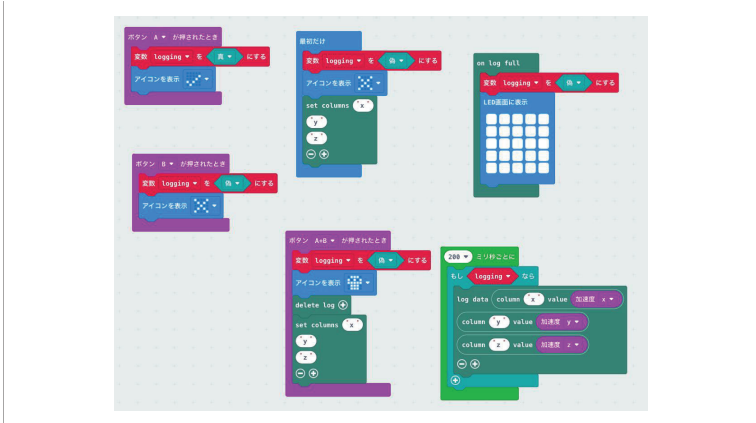 ボタン A ▾ が押されたとき
変数 logging ▾ を 真 ▾ にする
アイコンを表示
最初だけ
変数 logging ▾ を 偽 ▾ にする
アイコンを表示
set columns "x"
"y"
"z"
on log full
変数 logging ▾ を 偽 ▾ にする
LED画面に表示
ボタン B ▾ が押されたとき
変数 logging ▾ を 偽 ▾ にする
アイコンを表示
ボタン A+B ▾ が押されたとき
変数 logging ▾ を 偽 ▾ にする
アイコンを表示
delete log
set columns "x"
"y"
"z"
200 ▾ ミリ秒ごとに
もし logging ▾ なら
log data column "x" value 加速度 x ▾
column "y" value 加速度 y ▾
column "z" value 加速度 z ▾